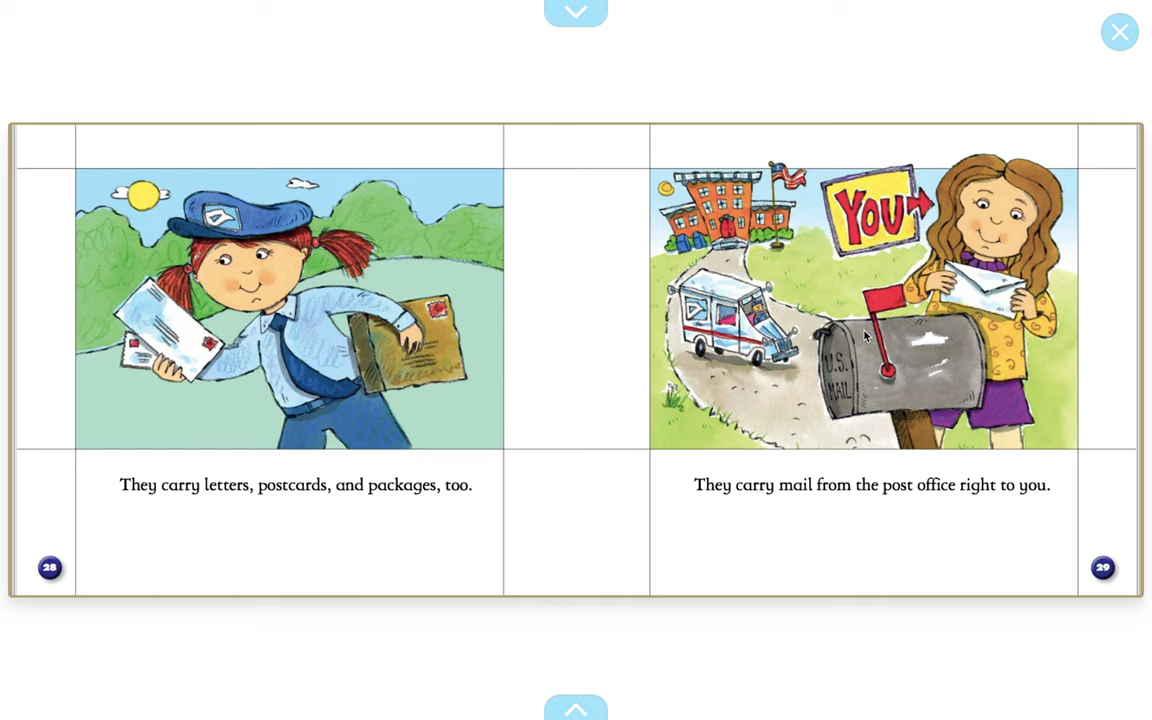 They carry letters, postcards, and packages, too.
28
YOU
U.S.
MAIL
They carry mail from the post office right to you.
29